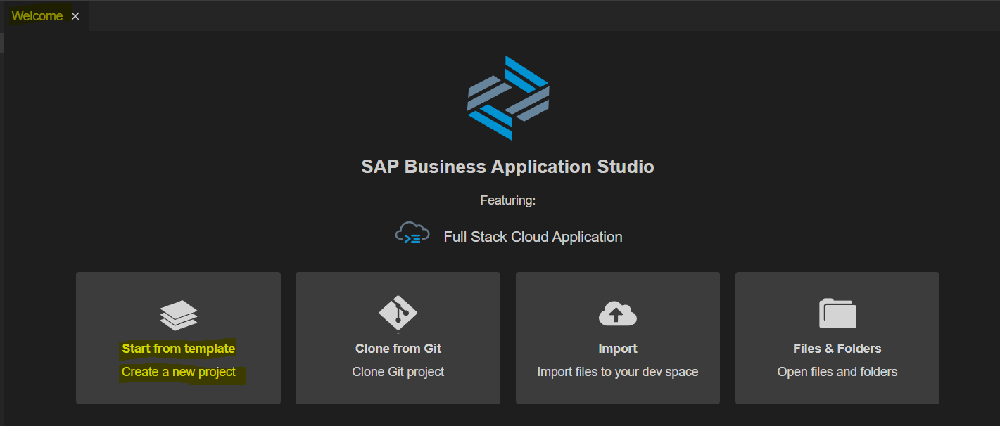 Welcome
SAP Business Application Studio
Featuring:
Full Stack Cloud Application
Start from template
Create a new project
Clone from Git
Clone Git project
Import
Import files to your dev space
Files & Folders
Open files and folders